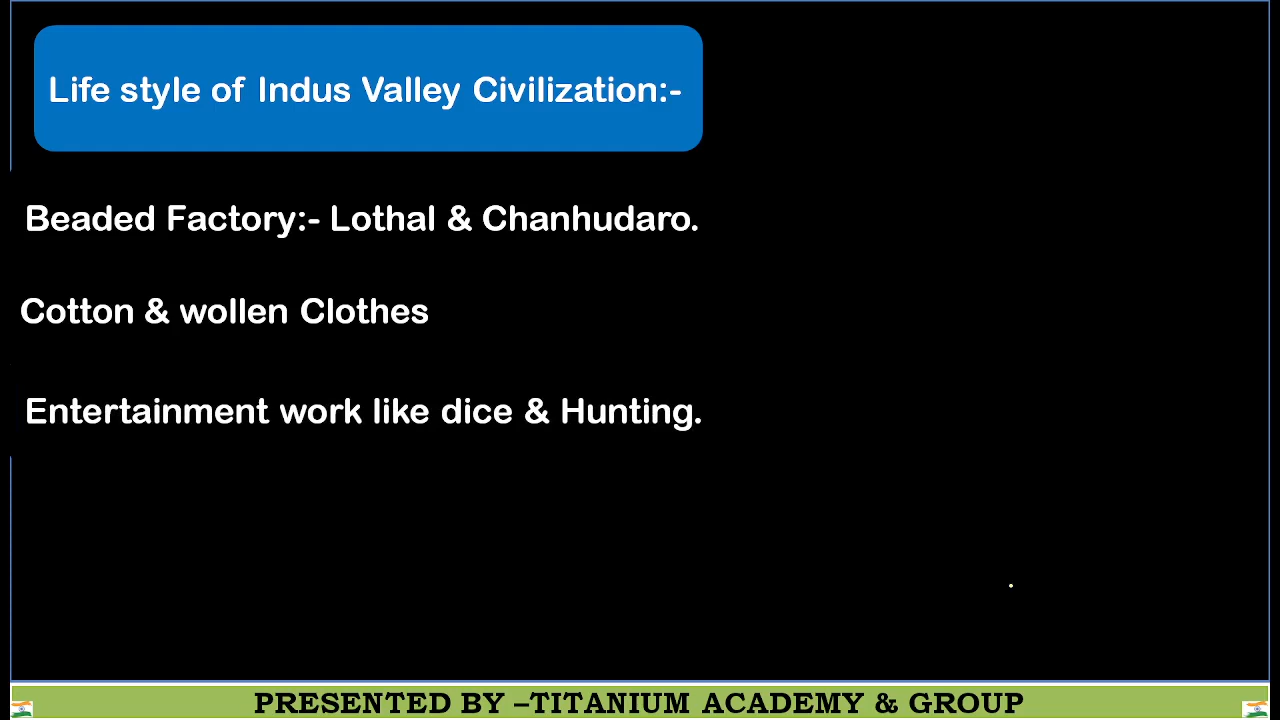 Life style of Indus Valley Civilization:-
Beaded Factory:- Lothal & Chanhudaro.
Cotton & wollen Clothes
Entertainment work like dice & Hunting.
PRESENTED BY –TITANIUM ACADEMY & GROUP